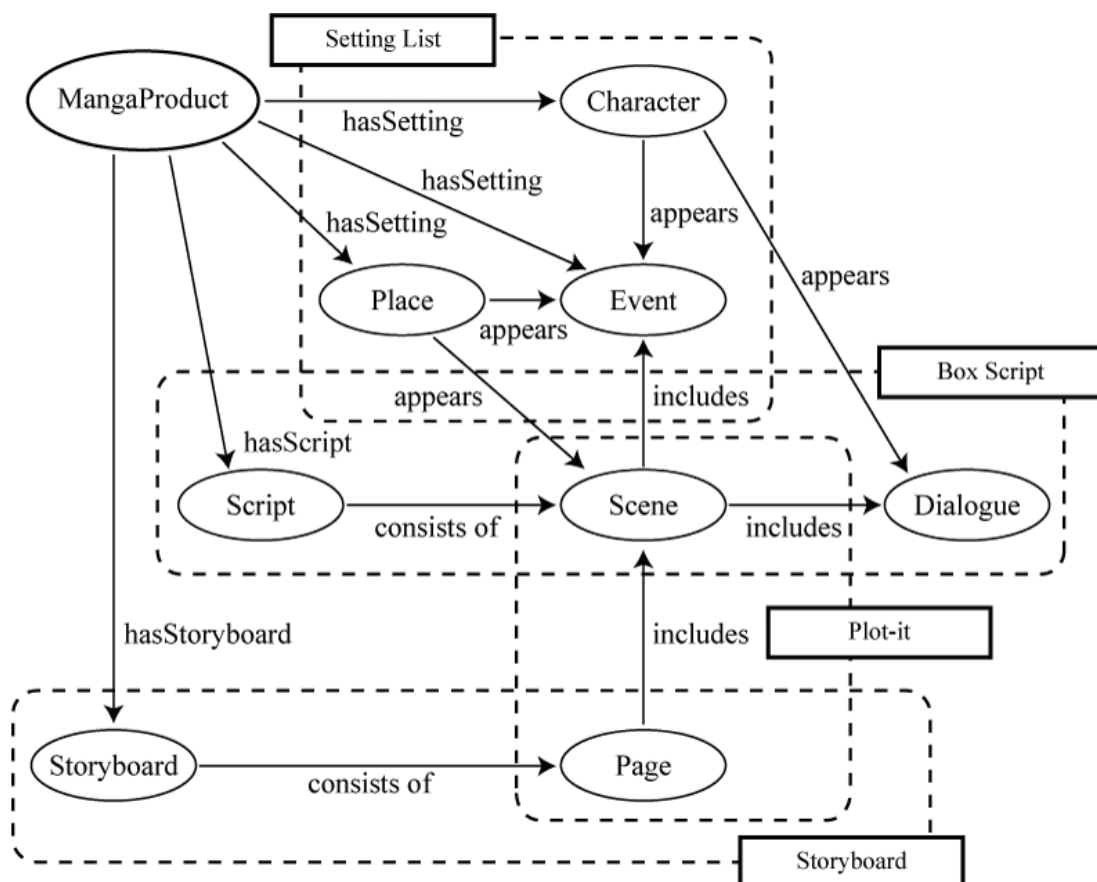 Setting List
MangaProduct
Character
hasSetting
hasSetting
hasSetting
appears
appears
Place
Event
appears
appears
includes
Box Script
hasScript
Script
consists of
Scene
includes
Dialogue
hasStoryboard
includes
Plot-it
Storyboard
consists of
Page
Storyboard